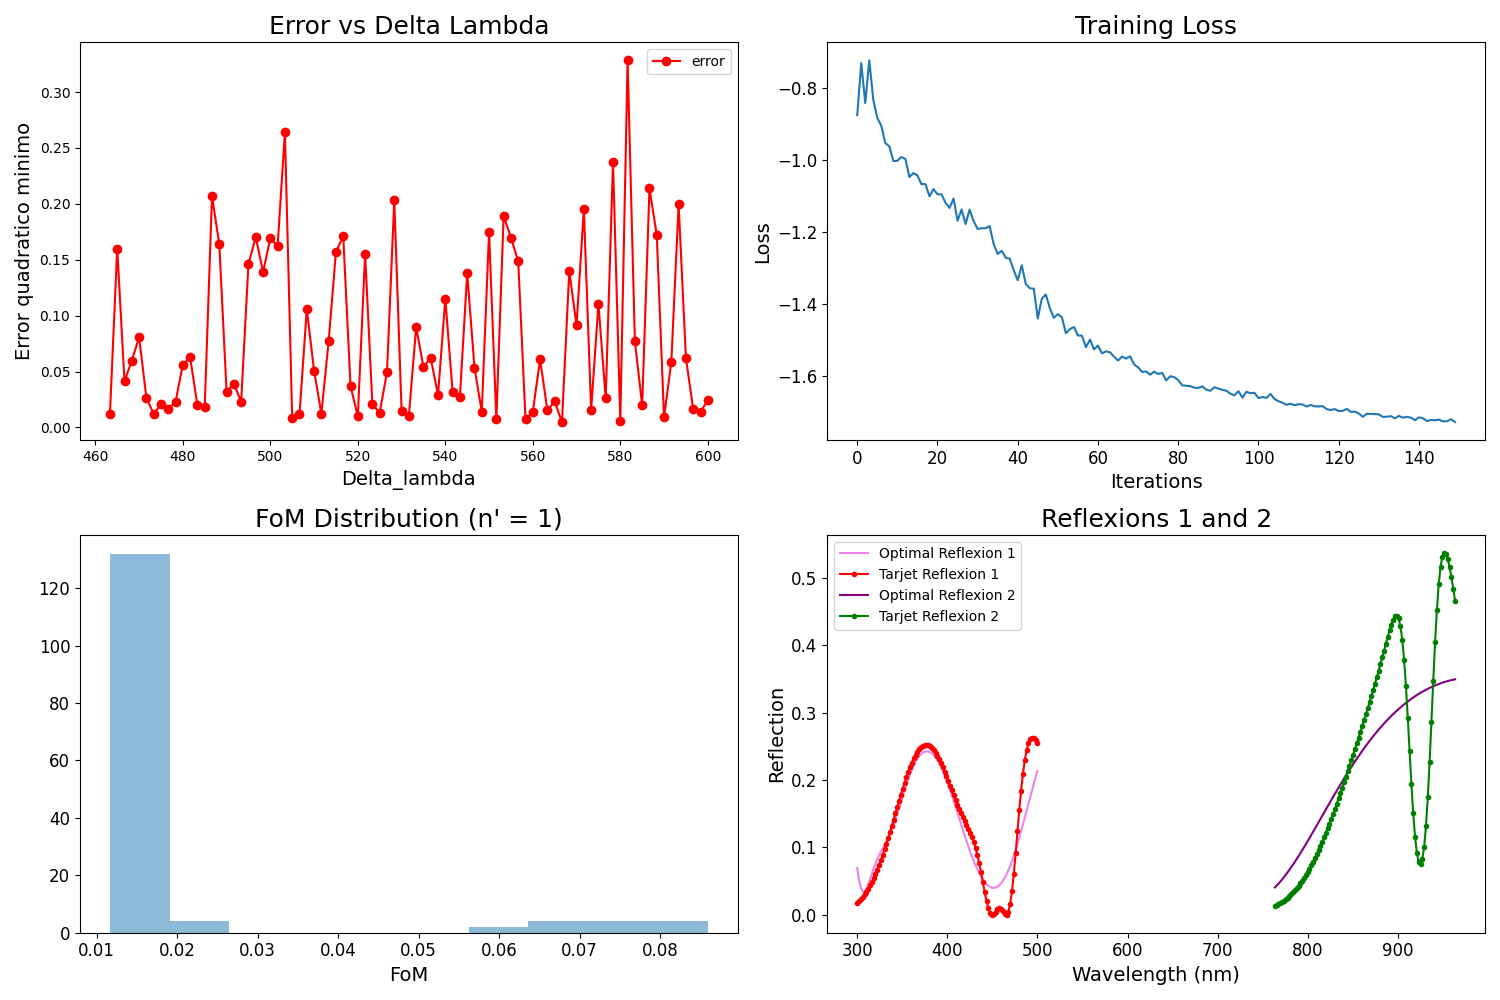 Error vs Delta Lambda
error
Error quadratico minimo
0.30
0.25
0.20
0.15
0.10
0.05
0.00
460 480 500 520 540 560 580 600
Delta_lambda
Training Loss
Loss
−0.8
−1.0
−1.2
−1.4
−1.6
0 20 40 60 80 100 120 140
Iterations
FoM Distribution (n' = 1)
120
100
80
60
40
20
0
0.01 0.02 0.03 0.04 0.05 0.06 0.07 0.08
FoM
Reflexions 1 and 2
Optimal Reflexion 1
Tarjet Reflexion 1
Optimal Reflexion 2
Tarjet Reflexion 2
Reflection
0.5
0.4
0.3
0.2
0.1
0.0
300 400 500 600 700 800 900
Wavelength (nm)